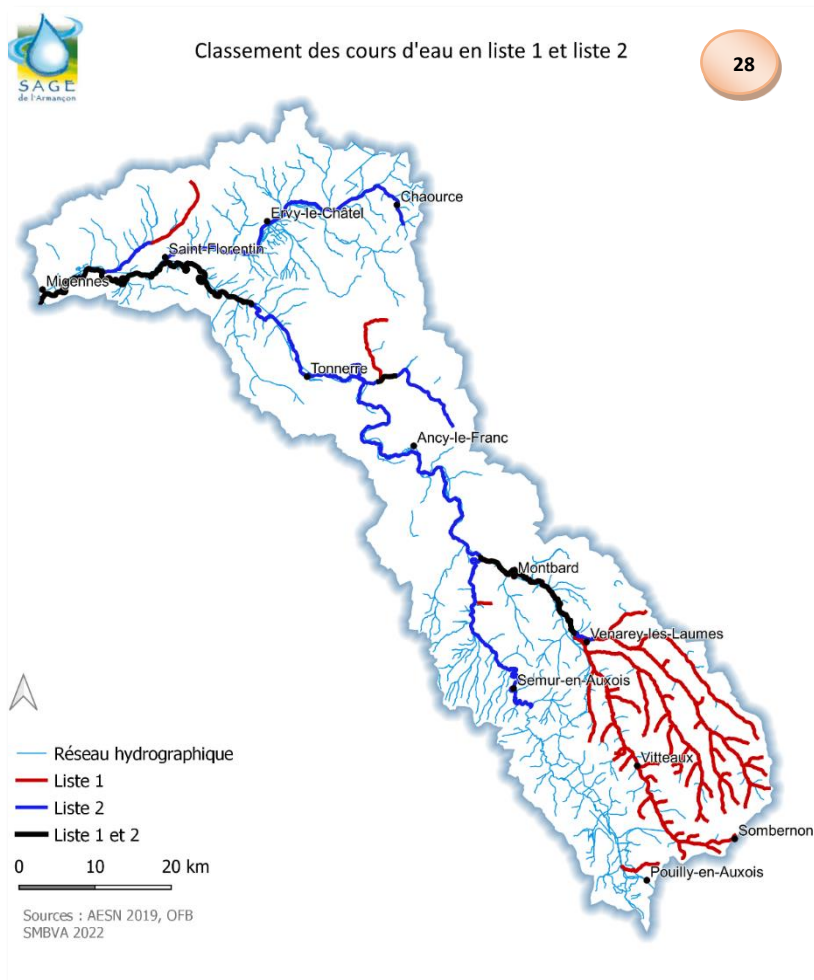 SAGE
de l'Armançon
Classement des cours d'eau en liste 1 et liste 2
28
Chaource
Ervy-le-Châtel
Saint-Florentin
Migennes
Tonnerre
Ancy-le-Franc
Montbard
Venarey-les-Laumes
Semur-en-Auxois
Vitteaux
Sombernon
Pouilly-en-Auxois
Réseau hydrographique
Liste 1
Liste 2
Liste 1 et 2
0 10 20 km
Sources : AESN 2019, OFB
SMBVA 2022